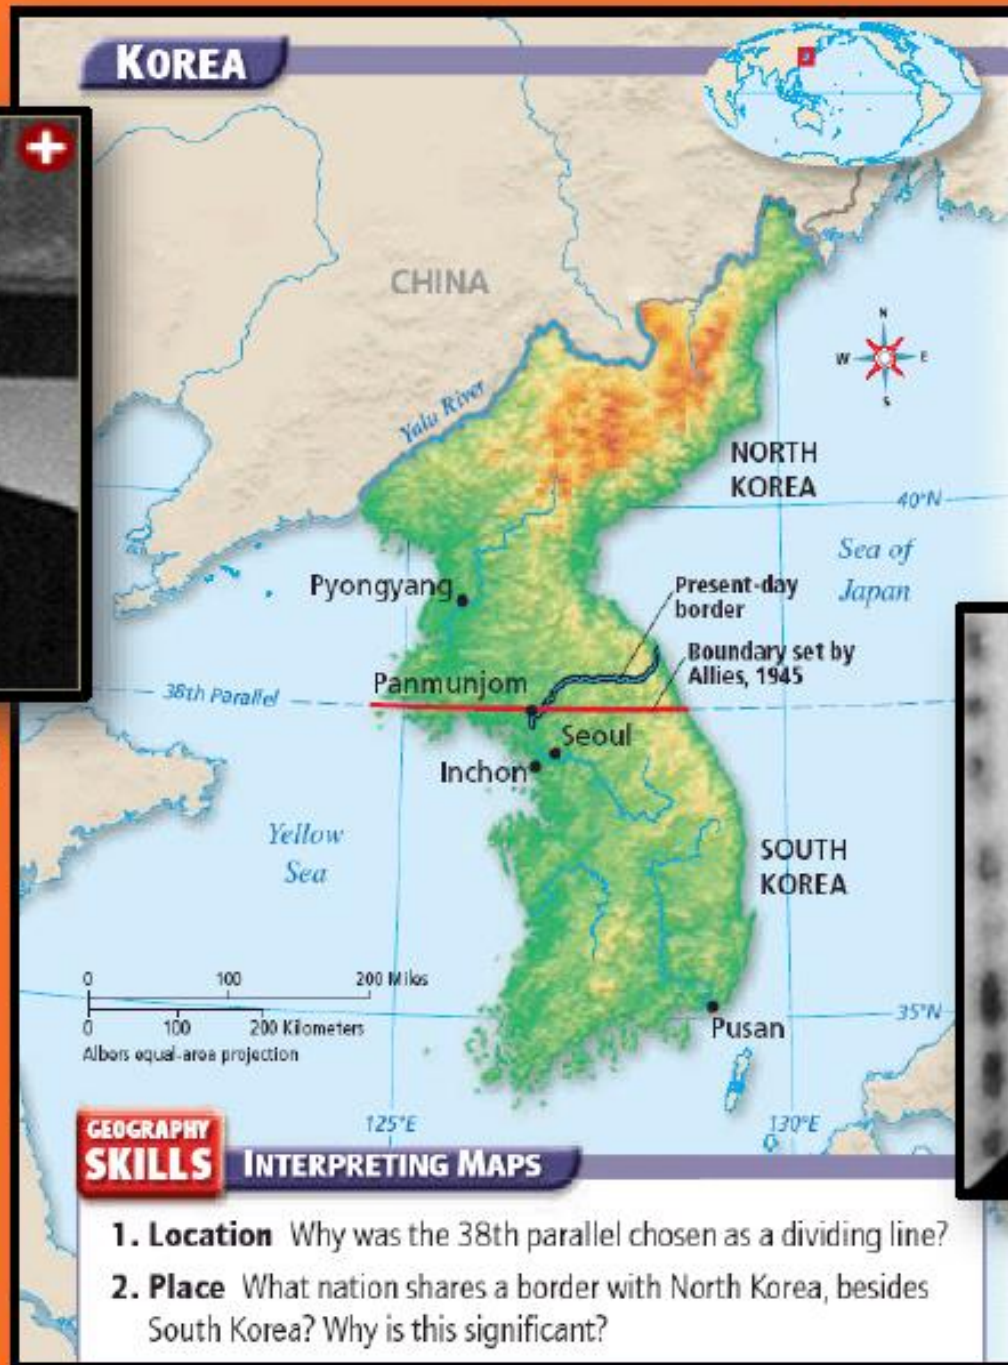 KOREA
CHINA
N
W
E
S
Yalu River
NORTH
KOREA
40°N
Sea of
Japan
Pyongyang
Present-day
border
Boundary set by
Allies, 1945
Panmunjom
38th Parallel
Seoul
Inchon
Yellow
Sea
SOUTH
KOREA
0 100 200 Miles
0 100 200 Kilometers
Albers equal-area projection
35°N
Pusan
125°E
130°E
GEOGRAPHY
SKILLS
INTERPRETING MAPS
1. Location Why was the 38th parallel chosen as a dividing line?
2. Place What nation shares a border with North Korea, besides
South Korea? Why is this significant?